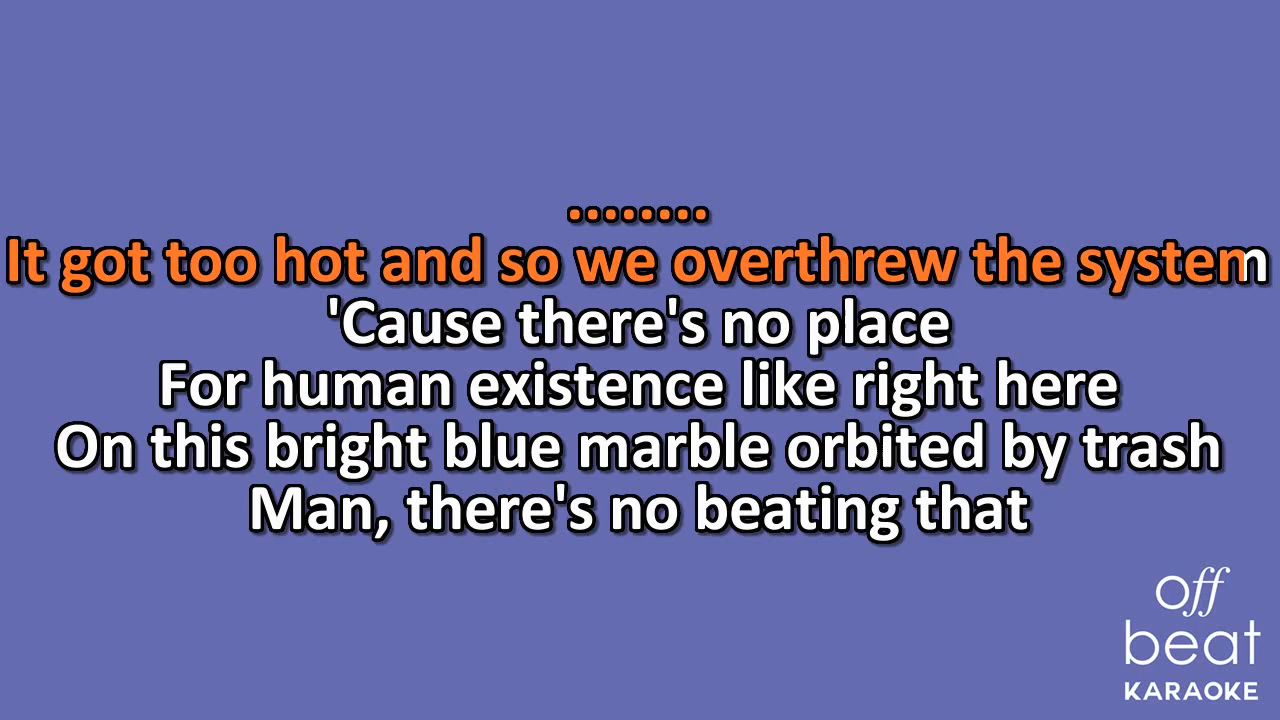 ........
It got too hot and so we overthrew the system
'Cause there's no place
For human existence like right here
On this bright blue marble orbited by trash
Man, there's no beating that
off
beat
KARAOKE